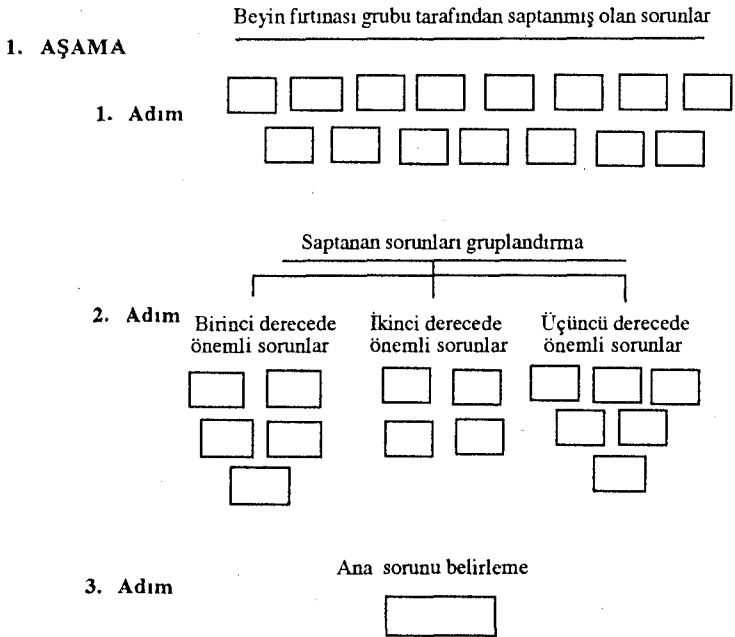 Beyin fırtınası grubu tarafından saptanmış olan sorunlar
1. AŞAMA
1. Adım
Saptanan sorunları gruplandırma
2. Adım
Birinci derecede
önemli sorunlar
İkinci derecede
önemli sorunlar
Üçüncü derecede
önemli sorunlar
Ana sorunu belirleme
3. Adım